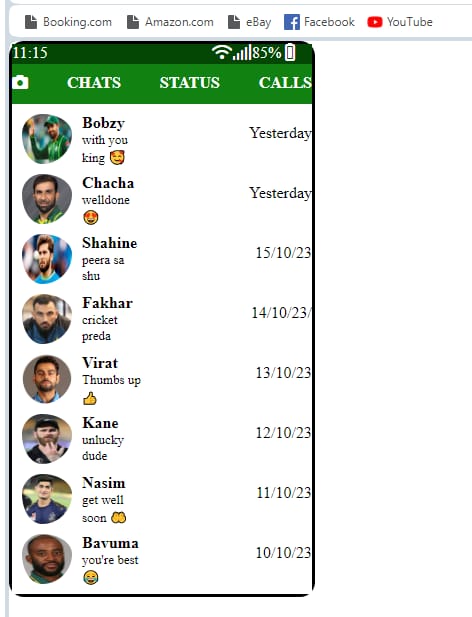 Booking.com Amazon.com eBay Facebook YouTube
11:15 85%
CHATS STATUS CALLS
Bobzy
with you
king 🥰
Yesterday
Chacha
welldone
🤩
Yesterday
Shahine
peera sa
shu
15/10/23
Fakhar
cricket
preda
14/10/23/
Virat
Thumbs up
👍
13/10/23
Kane
unlucky
dude
12/10/23
Nasim
get well
soon 🤲
11/10/23
Bavuma
you're best
😂
10/10/23